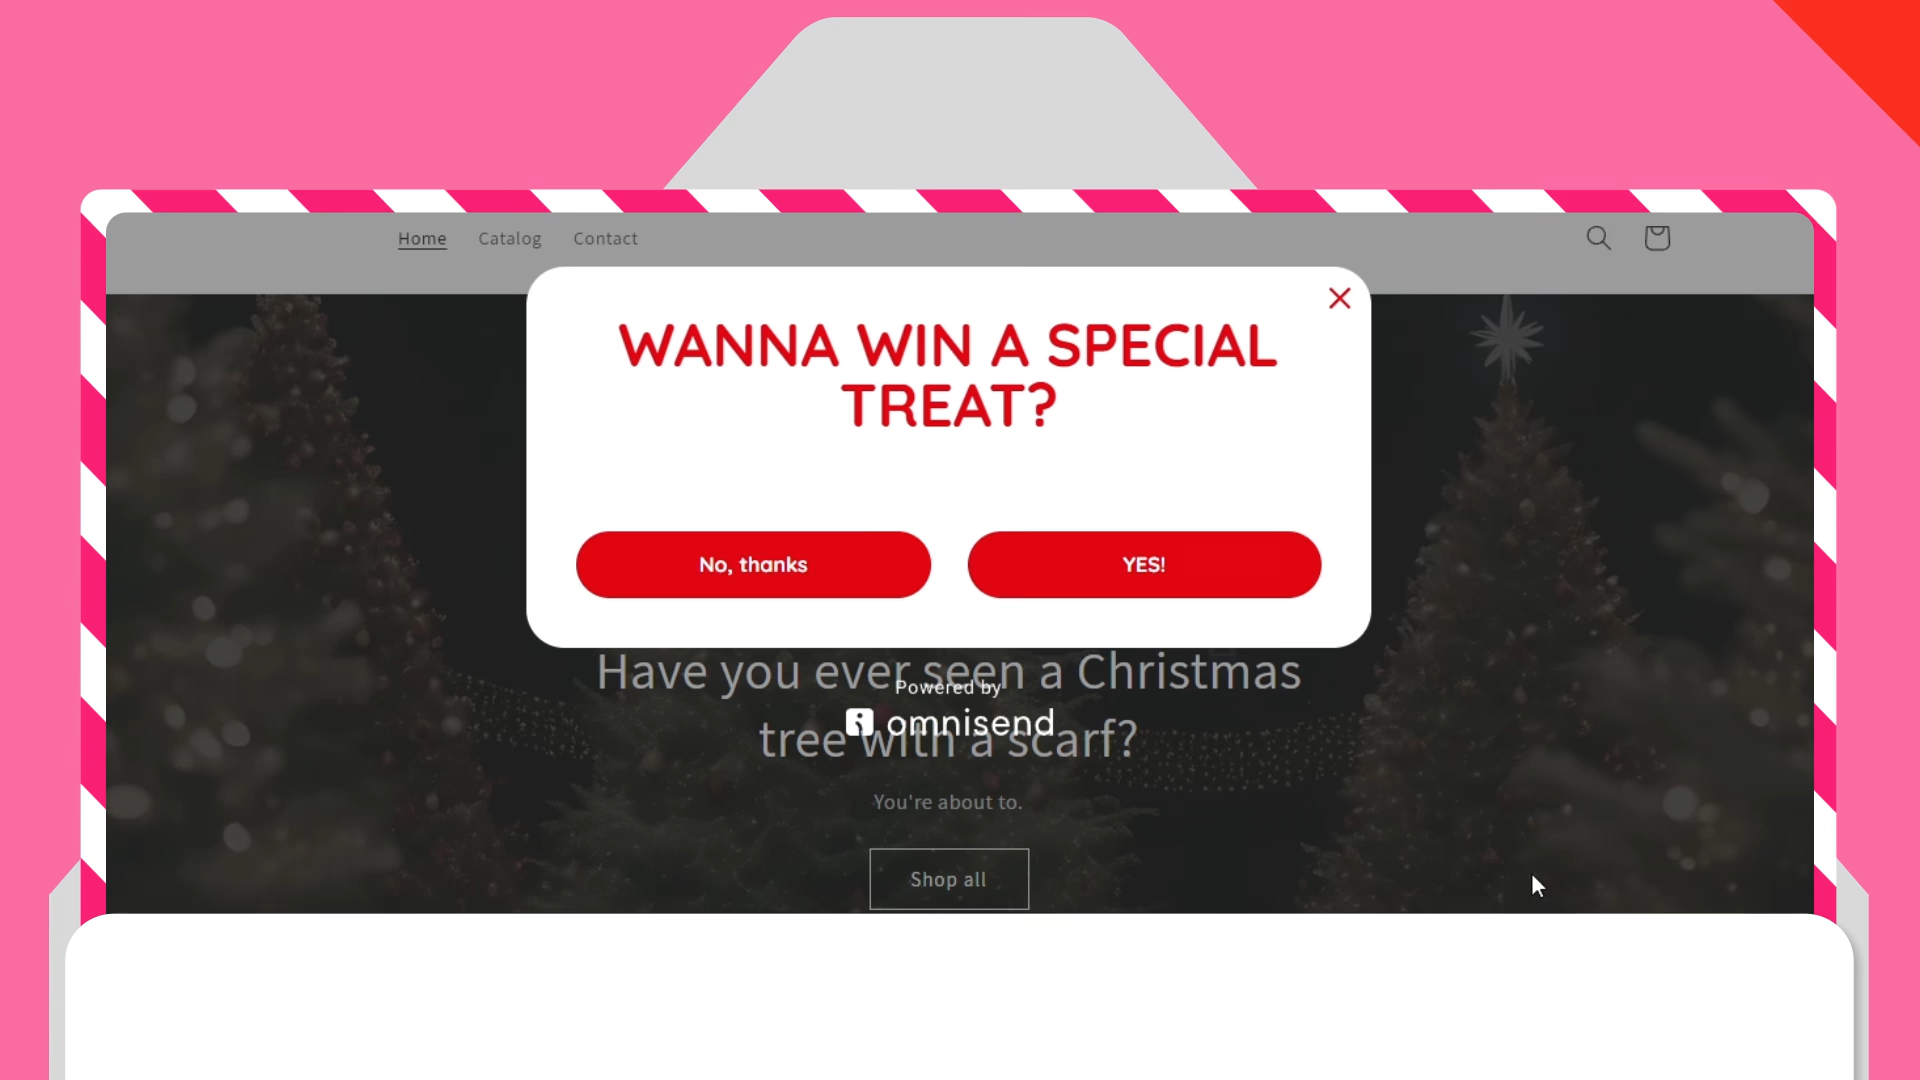 Home Catalog Contact
WANNA WIN A SPECIAL
TREAT?
No, thanks YES!
Have you ever seen a Christmas
Powered by
omnisend
tree with a scarf?
You're about to.
Shop all